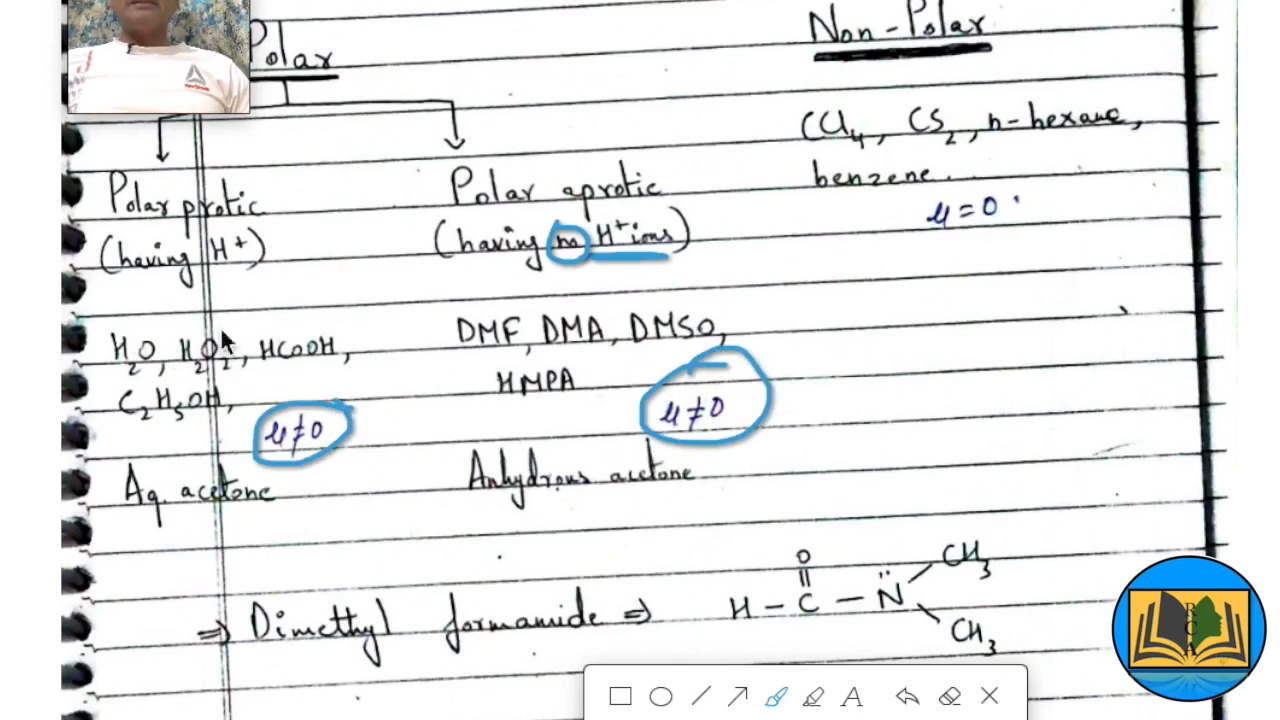 Polar
Non-Polar
CCl4, CS2, n-hexane,
benzene.
μ = 0
Polar protic
(having H+)
Polar aprotic
(having no H+ ions)
H2O, H2O2, HCOOH,
C2H5OH,
μ ≠ 0
DMF, DMA, DMSO,
HMPA
μ ≠ 0
Aq. acetone
Anhydrous acetone
⇒ Dimethyl formamide ⇒
O
||
H – C – N̈
CH3
CH3
R
C
A
A